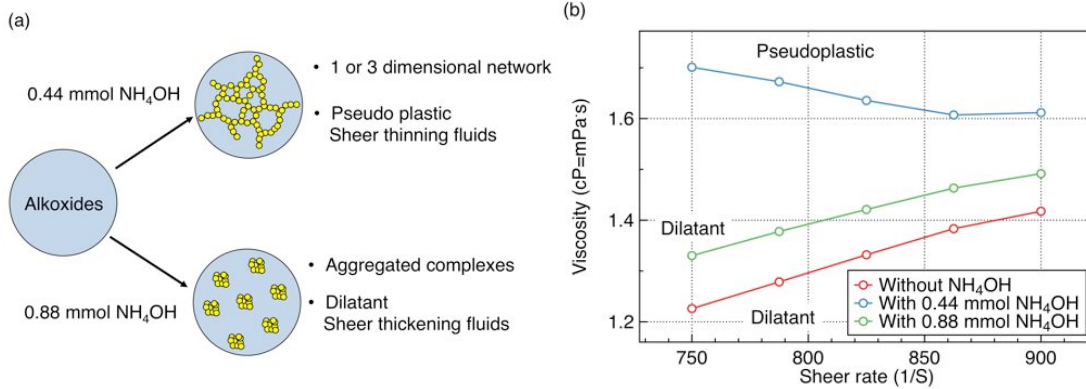 (a)
0.44 mmol NH₄OH
• 1 or 3 dimensional network
• Pseudo plastic
Sheer thinning fluids
Alkoxides
0.88 mmol NH₄OH
• Aggregated complexes
• Dilatant
Sheer thickening fluids
(b)
Viscosity (cP=mPa·s)
1.6
1.4
1.2
Pseudoplastic
Dilatant
Dilatant
Without NH₄OH
With 0.44 mmol NH₄OH
With 0.88 mmol NH₄OH
750 800 850 900
Sheer rate (1/S)